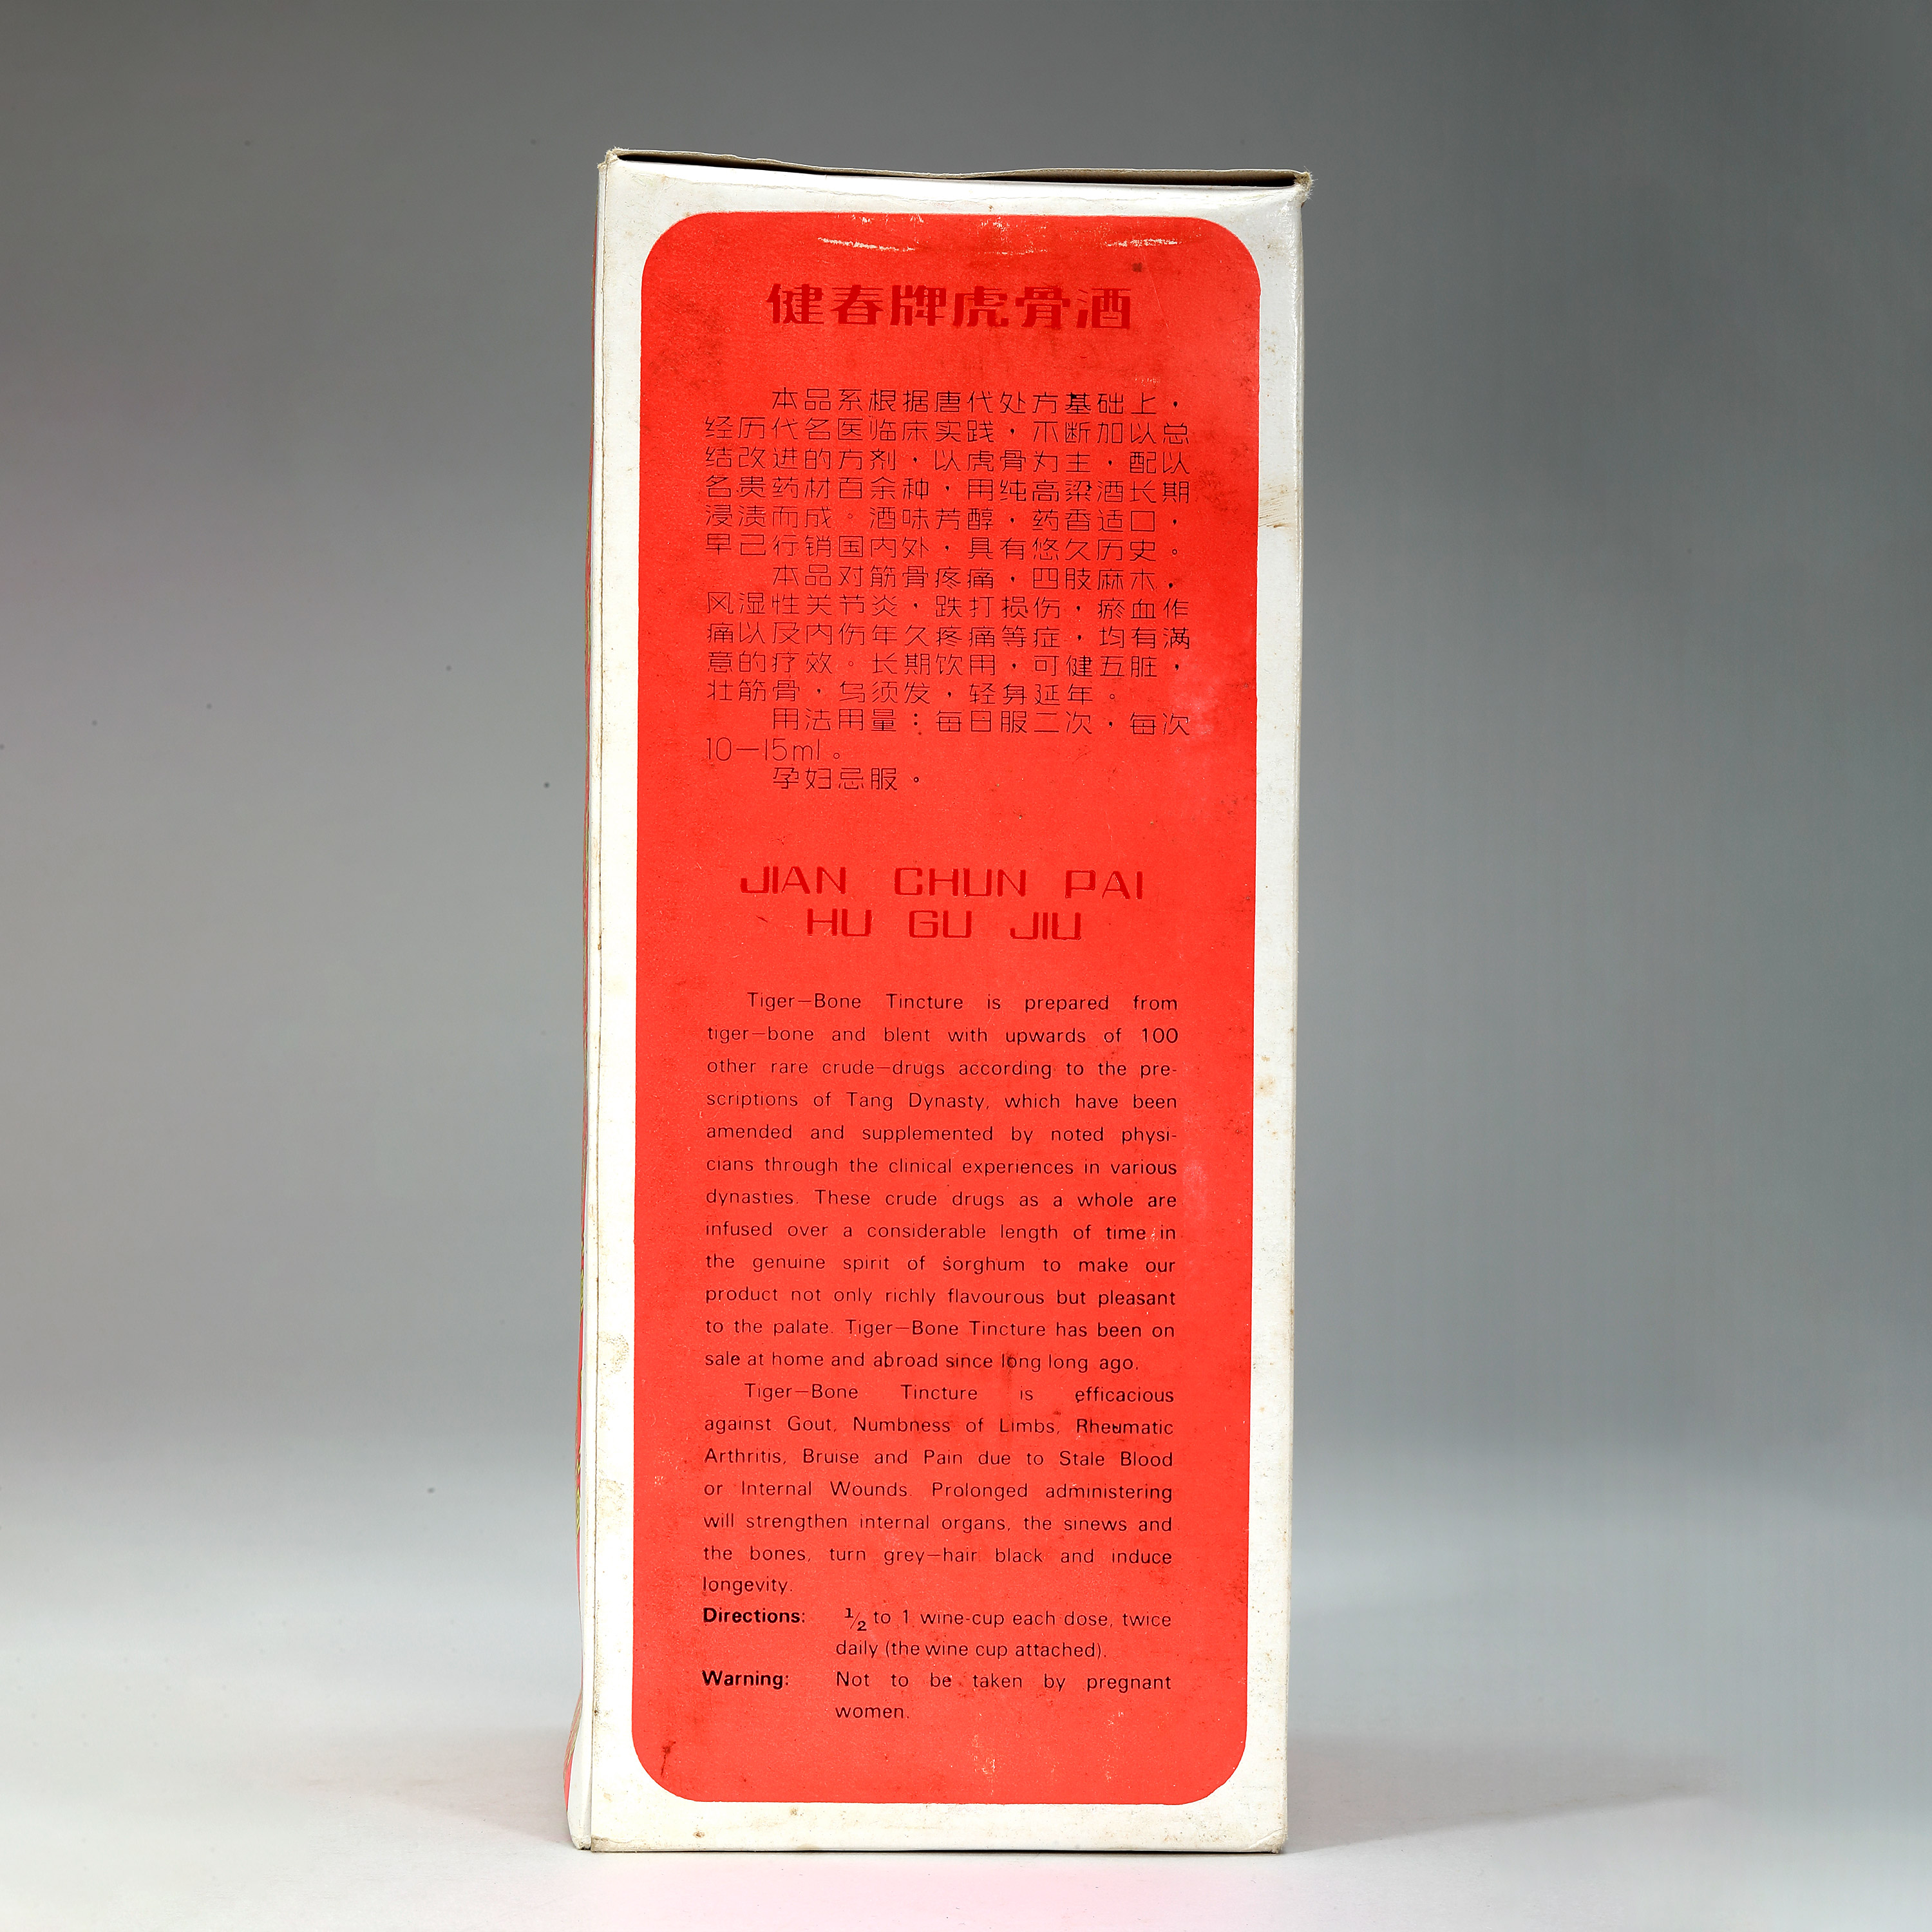 健春牌虎骨酒
本品系根据唐代处方基础上，
经历代名医临床实践，不断加以总
结改进的方剂，以虎骨为主，配以
名贵药材百余种，用纯高粱酒长期
浸渍而成。酒味芳醇，药香适口，
早已行销国内外，具有悠久历史。
本品对筋骨疼痛，四肢麻木，
风湿性关节炎，跌打损伤，瘀血作
痛以及内伤年久疼痛等症，均有满
意的疗效。长期饮用，可健五脏，
壮筋骨，乌须发，轻身延年。
用法用量：每日服二次，每次
10—15ml。
孕妇忌服。
JIAN CHUN PAI
HU GU JIU
Tiger—Bone Tincture is prepared from
tiger—bone and blent with upwards of 100
other rare crude—drugs according to the pre-
scriptions of Tang Dynasty, which have been
amended and supplemented by noted physi-
cians through the clinical experiences in various
dynasties. These crude drugs as a whole are
infused over a considerable length of time in
the genuine spirit of sorghum to make our
product not only richly flavourous but pleasant
to the palate. Tiger—Bone Tincture has been on
sale at home and abroad since long long ago.
Tiger—Bone Tincture is efficacious
against Gout, Numbness of Limbs, Rheumatic
Arthritis, Bruise and Pain due to Stale Blood
or Internal Wounds. Prolonged administering
will strengthen internal organs, the sinews and
the bones, turn grey—hair black and induce
longevity.
Directions: ½ to 1 wine-cup each dose, twice
daily (the wine cup attached).
Warning: Not to be taken by pregnant
women.